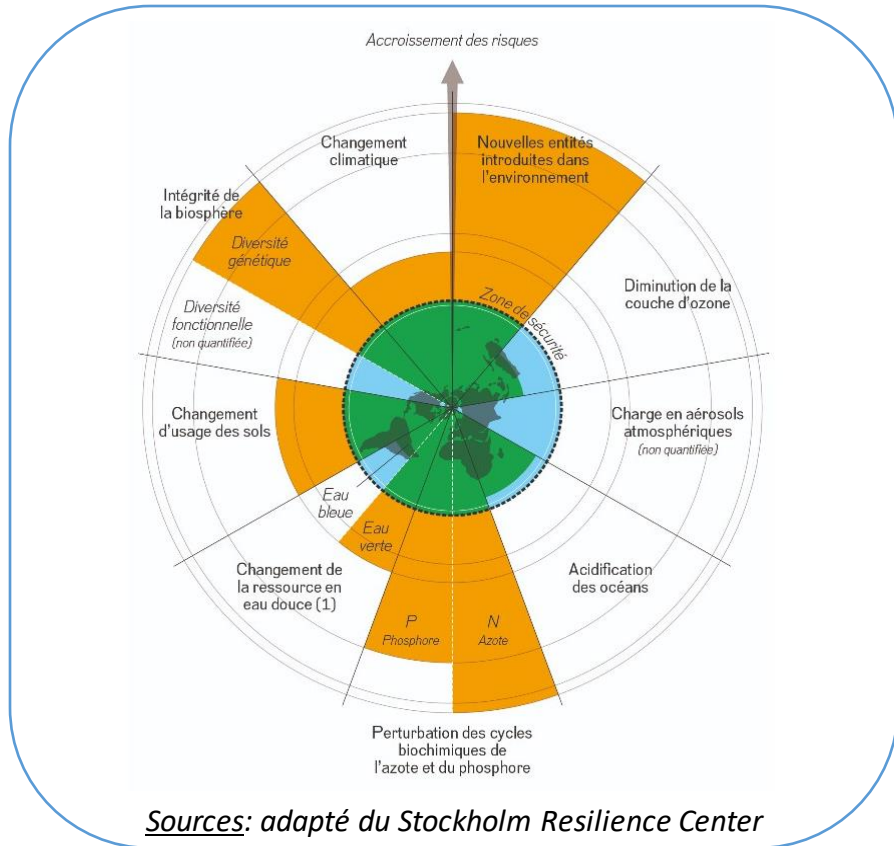 Accroissement des risques
Changement
climatique
Nouvelles entités
introduites dans
l'environnement
Intégrité de
la biosphère
Diversité
génétique
Diversité
fonctionnelle
(non quantifiée)
Zone de sécurité
Diminution de la
couche d'ozone
Changement
d'usage des sols
Charge en aérosols
atmosphériques
(non quantifiée)
Eau
bleue
Eau
verte
Changement de
la ressource en
eau douce (1)
Acidification
des océans
P
Phosphore
N
Azote
Perturbation des cycles
biochimiques de
l'azote et du phosphore
Sources: adapté du Stockholm Resilience Center